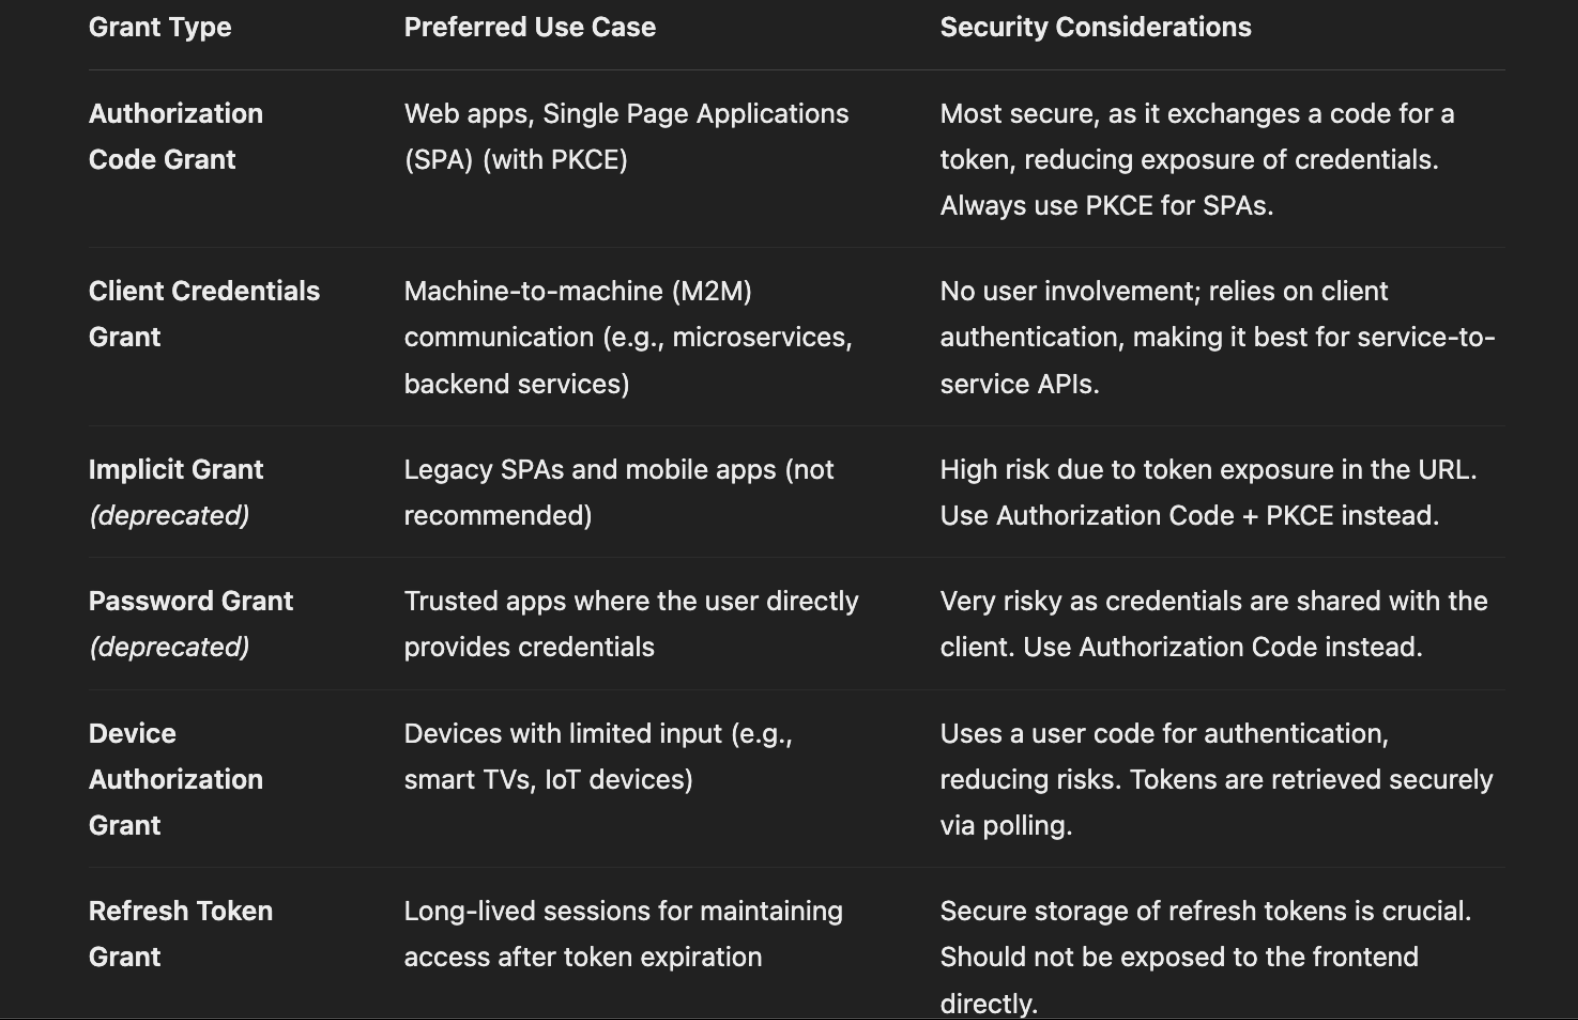 Grant Type
Preferred Use Case
Security Considerations
Authorization
Code Grant
Web apps, Single Page Applications
(SPA) (with PKCE)
Most secure, as it exchanges a code for a
token, reducing exposure of credentials.
Always use PKCE for SPAs.
Client Credentials
Grant
Machine-to-machine (M2M)
communication (e.g., microservices,
backend services)
No user involvement; relies on client
authentication, making it best for service-to-
service APIs.
Implicit Grant
(deprecated)
Legacy SPAs and mobile apps (not
recommended)
High risk due to token exposure in the URL.
Use Authorization Code + PKCE instead.
Password Grant
(deprecated)
Trusted apps where the user directly
provides credentials
Very risky as credentials are shared with the
client. Use Authorization Code instead.
Device
Authorization
Grant
Devices with limited input (e.g.,
smart TVs, IoT devices)
Uses a user code for authentication,
reducing risks. Tokens are retrieved securely
via polling.
Refresh Token
Grant
Long-lived sessions for maintaining
access after token expiration
Secure storage of refresh tokens is crucial.
Should not be exposed to the frontend
directly.